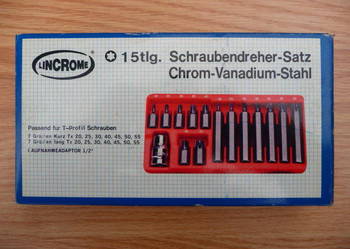 LINCROME
15tlg. Schraubendreher-Satz
Chrom-Vanadium-Stahl
Passend für T-Profil Schrauben
7 Größen kurz Tx 20, 25, 30, 40, 45, 50, 55
7 Größen lang Tx 20, 25, 30, 40, 45, 50, 55
1 AUFNAHMEADAPTOR 1/2"